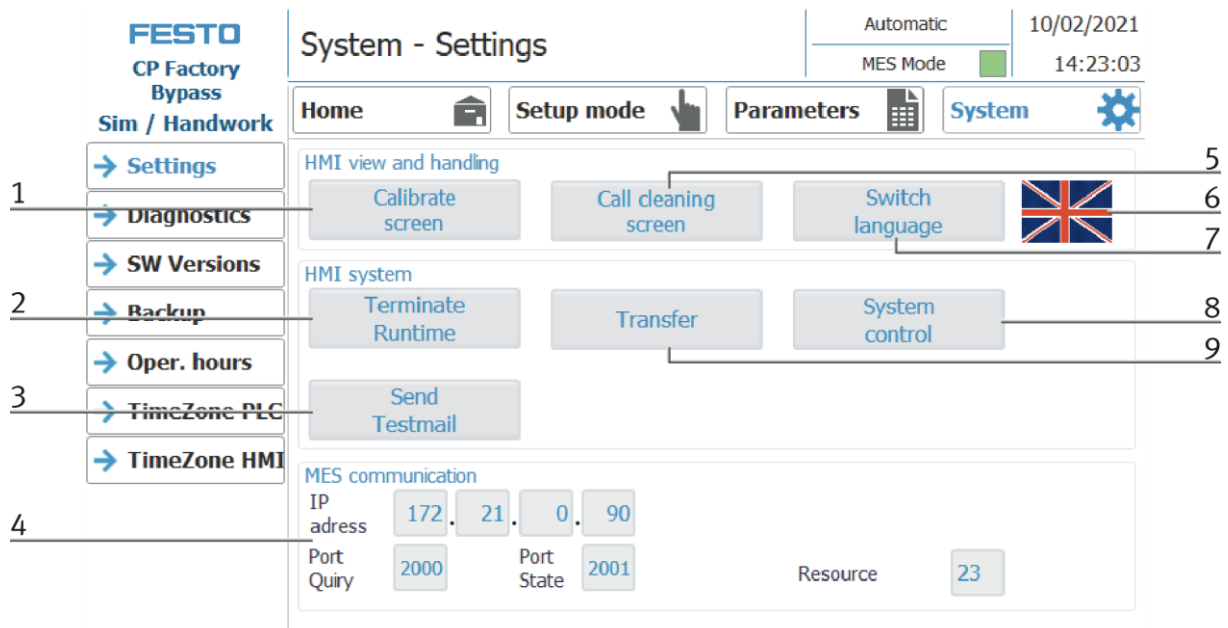 FESTO
CP Factory
Bypass
Sim / Handwork
System - Settings
Automatic
MES Mode
10/02/2021
14:23:03
Home
Setup mode
Parameters
System
Settings
Diagnostics
SW Versions
Backup
Oper. hours
TimeZone PLC
TimeZone HMI
1
2
3
4
HMI view and handling
Calibrate
screen
Call cleaning
screen
Switch
language
HMI system
Terminate
Runtime
Transfer
System
control
Send
Testmail
MES communication
IP
adress
172 . 21 . 0 . 90
Port
Quiry
2000
Port
State
2001
Resource
23
5
6
7
8
9